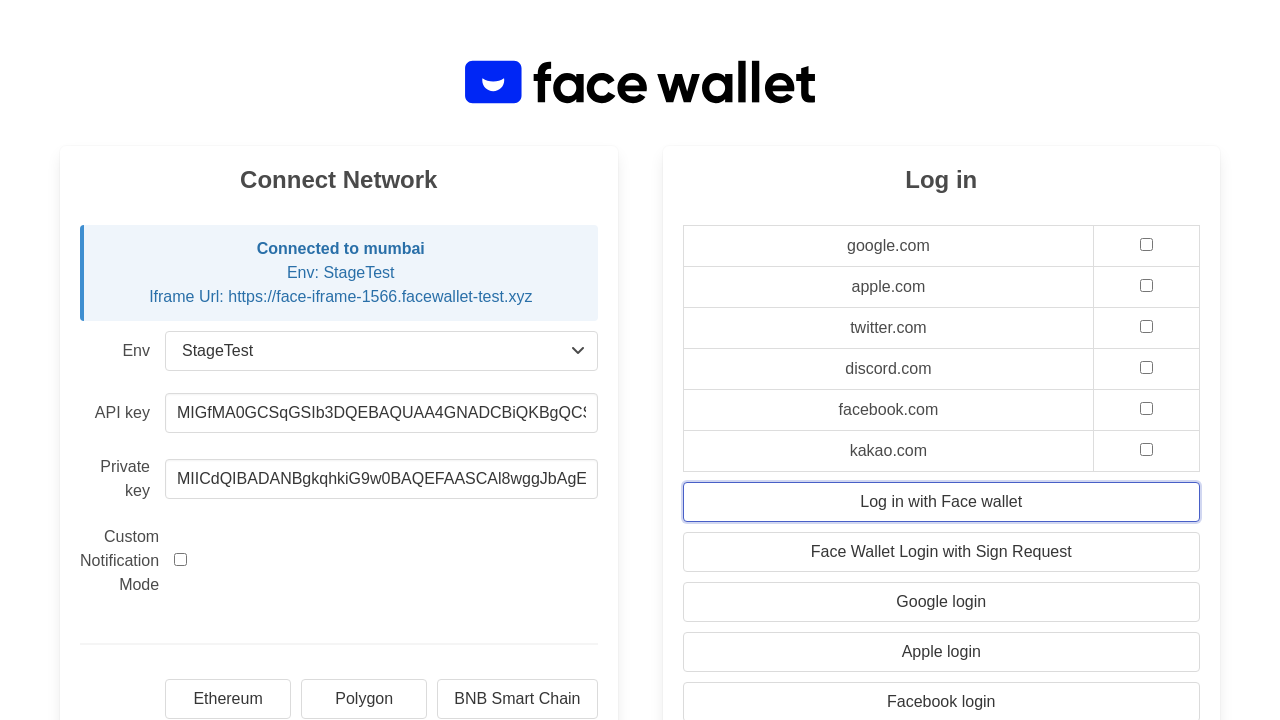 face wallet
Connect Network
Connected to mumbai
Env: StageTest
Iframe Url: https://face-iframe-1566.facewallet-test.xyz
Env
StageTest
API key
MIGfMA0GCSqGSIb3DQEBAQUAA4GNADCBiQKBgQCS
Private
key
MIICdQIBADANBgkqhkiG9w0BAQEFAASCAl8wggJbAgE
Custom
Notification
Mode
Ethereum
Polygon
BNB Smart Chain
Log in
google.com
apple.com
twitter.com
discord.com
facebook.com
kakao.com
Log in with Face wallet
Face Wallet Login with Sign Request
Google login
Apple login
Facebook login